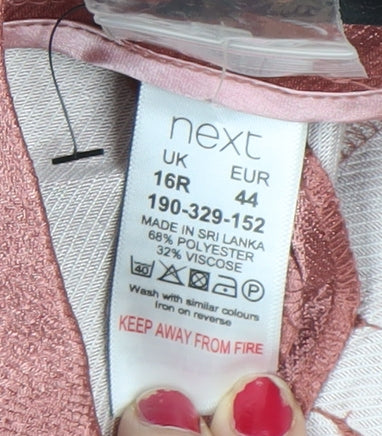 next
UK EUR
16R 44
190-329-152
MADE IN SRI LANKA
68% POLYESTER
32% VISCOSE
40 P
Wash with similar colours
Iron on reverse
KEEP AWAY FROM FIRE